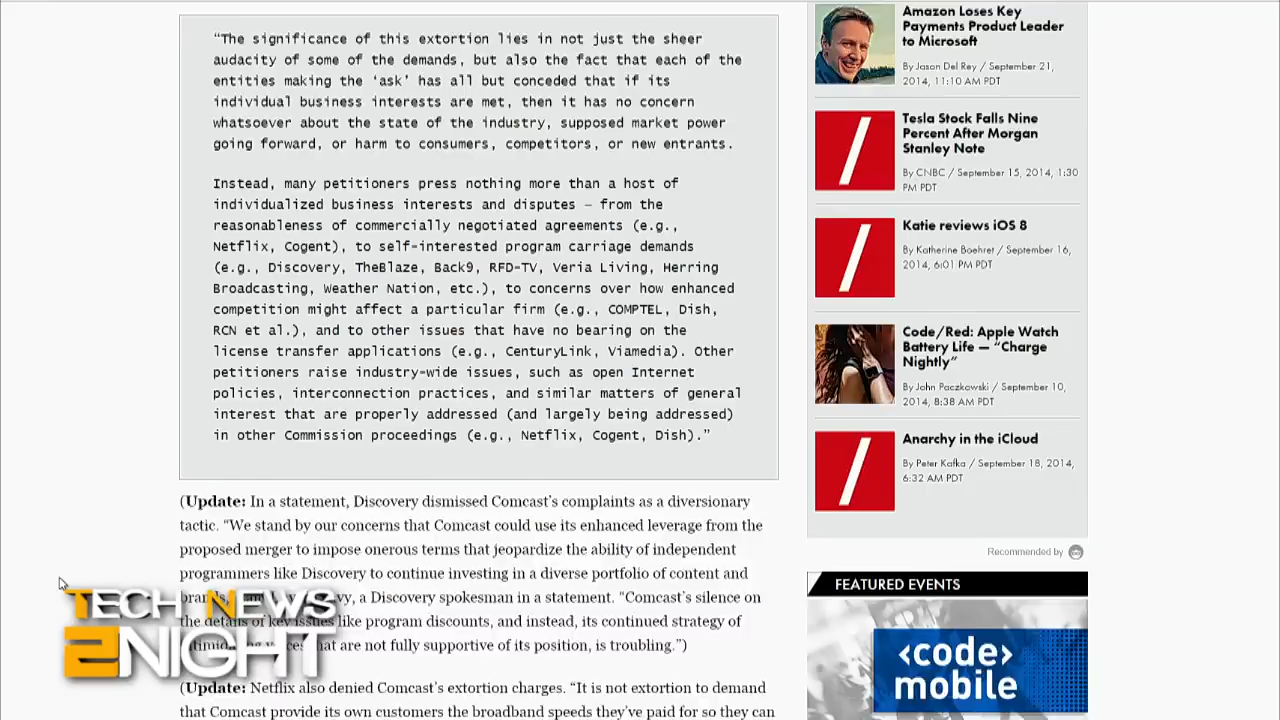 “The significance of this extortion lies in not just the sheer
audacity of some of the demands, but also the fact that each of the
entities making the ‘ask’ has all but conceded that if its
individual business interests are met, then it has no concern
whatsoever about the state of the industry, supposed market power
going forward, or harm to consumers, competitors, or new entrants.
Instead, many petitioners press nothing more than a host of
individualized business interests and disputes – from the
reasonableness of commercially negotiated agreements (e.g.,
Netflix, Cogent), to self-interested program carriage demands
(e.g., Discovery, TheBlaze, Back9, RFD-TV, Veria Living, Herring
Broadcasting, Weather Nation, etc.), to concerns over how enhanced
competition might affect a particular firm (e.g., COMPTEL, Dish,
RCN et al.), and to other issues that have no bearing on the
license transfer applications (e.g., CenturyLink, Viamedia). Other
petitioners raise industry-wide issues, such as open Internet
policies, interconnection practices, and similar matters of general
interest that are properly addressed (and largely being addressed)
in other Commission proceedings (e.g., Netflix, Cogent, Dish).”
(Update: In a statement, Discovery dismissed Comcast’s complaints as a diversionary
tactic. “We stand by our concerns that Comcast could use its enhanced leverage from the
proposed merger to impose onerous terms that jeopardize the ability of independent
programmers like Discovery to continue investing in a diverse portfolio of content and
a Discovery spokesman in a statement. “Comcast’s silence on
the details of key issues like program discounts, and instead, its continued strategy of
that are not fully supportive of its position, is troubling.”)
(Update: Netflix also denied Comcast’s extortion charges. “It is not extortion to demand
that Comcast provide its own customers the broadband speeds they’ve paid for so they can
TECH NEWS
2NIGHT
Amazon Loses Key
Payments Product Leader
to Microsoft
By Jason Del Rey / September 21,
2014, 11:10 AM PDT
Tesla Stock Falls Nine
Percent After Morgan
Stanley Note
By CNBC / September 15, 2014, 1:30
PM PDT
Katie reviews iOS 8
By Katherine Boehret / September 16,
2014, 6:01 PM PDT
Code/Red: Apple Watch
Battery Life — “Charge
Nightly”
By John Paczkowski / September 10,
2014, 8:38 AM PDT
Anarchy in the iCloud
By Peter Kafka / September 18, 2014,
6:32 AM PDT
Recommended by
FEATURED EVENTS
<code>
mobile